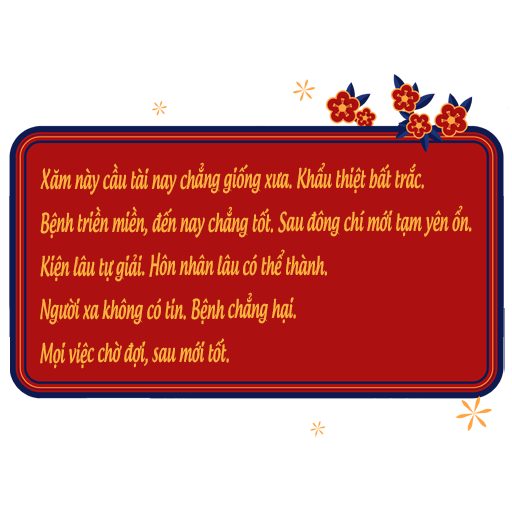 Xăm này cầu tài nay chẳng giống xưa. Khẩu thiệt bất trắc.
Bệnh triền miền, đến nay chẳng tốt. Sau đông chí mới tạm yên ổn.
Kiện lâu tự giải. Hôn nhân lâu có thể thành.
Người xa không có tin. Bệnh chẳng hại.
Mọi việc chờ đợi, sau mới tốt.